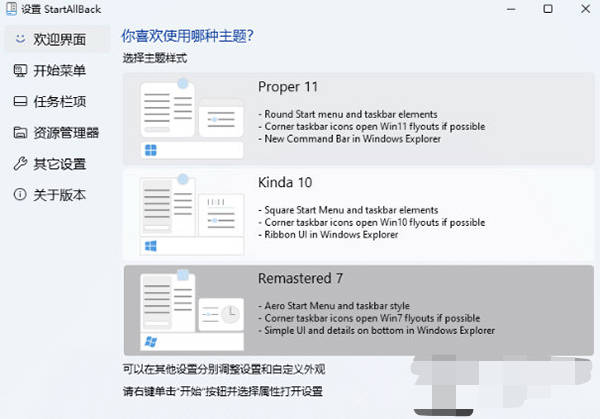 设置 StartAllBack
欢迎界面
开始菜单
任务栏项
资源管理器
其它设置
关于版本
你喜欢使用哪种主题?
选择主题样式
Proper 11
- Round Start menu and taskbar elements
- Corner taskbar icons open Win11 flyouts if possible
- New Command Bar in Windows Explorer
Kinda 10
- Square Start Menu and taskbar elements
- Corner taskbar icons open Win10 flyouts if possible
- Ribbon UI in Windows Explorer
Remastered 7
- Aero Start Menu and taskbar style
- Corner taskbar icons open Win7 flyouts if possible
- Simple UI and details on bottom in Windows Explorer
可以在其他设置分别调整设置和自定义外观
请右键单击"开始"按钮并选择属性打开设置